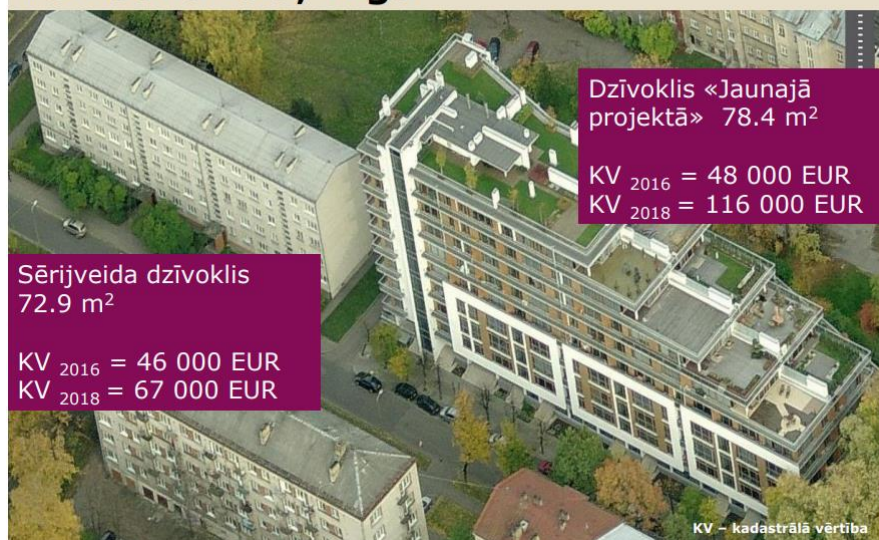 Dzīvoklis «Jaunajā
projektā» 78.4 m²
KV 2016 = 48 000 EUR
KV 2018 = 116 000 EUR
Sērijveida dzīvoklis
72.9 m²
KV 2016 = 46 000 EUR
KV 2018 = 67 000 EUR
KV – kadastrālā vērtība